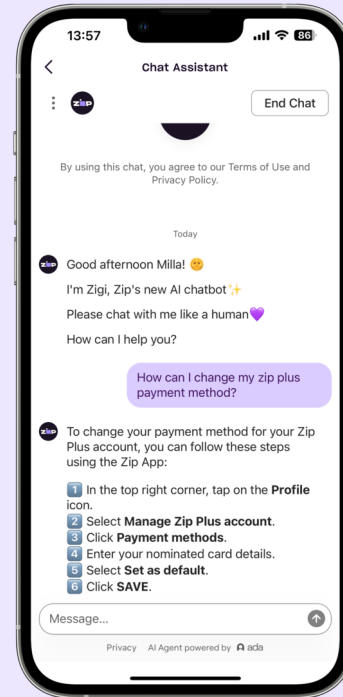 13:57
86
Chat Assistant
zip
End Chat
By using this chat, you agree to our Terms of Use and
Privacy Policy.
Today
zip
Good afternoon Milla! 🤭
I'm Zigi, Zip's new AI chatbot✨
Please chat with me like a human💜
How can I help you?
How can I change my zip plus
payment method?
zip
To change your payment method for your Zip
Plus account, you can follow these steps
using the Zip App:
1️⃣ In the top right corner, tap on the Profile
icon.
2️⃣ Select Manage Zip Plus account.
3️⃣ Click Payment methods.
4️⃣ Enter your nominated card details.
5️⃣ Select Set as default.
6️⃣ Click SAVE.
Message...
Privacy AI Agent powered by ada